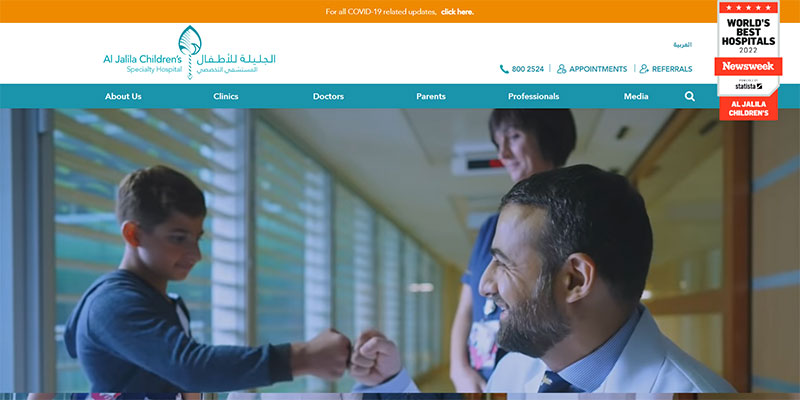 For all COVID-19 related updates, click here.
Al Jalila Children's
Specialty Hospital
الجليلة للأطفال
المستشفى التخصصي
العربية
800 2524
APPOINTMENTS
REFERRALS
WORLD'S
BEST
HOSPITALS
2022
Newsweek
POWERED BY
statista
AL JALILA
CHILDREN'S
About Us
Clinics
Doctors
Parents
Professionals
Media